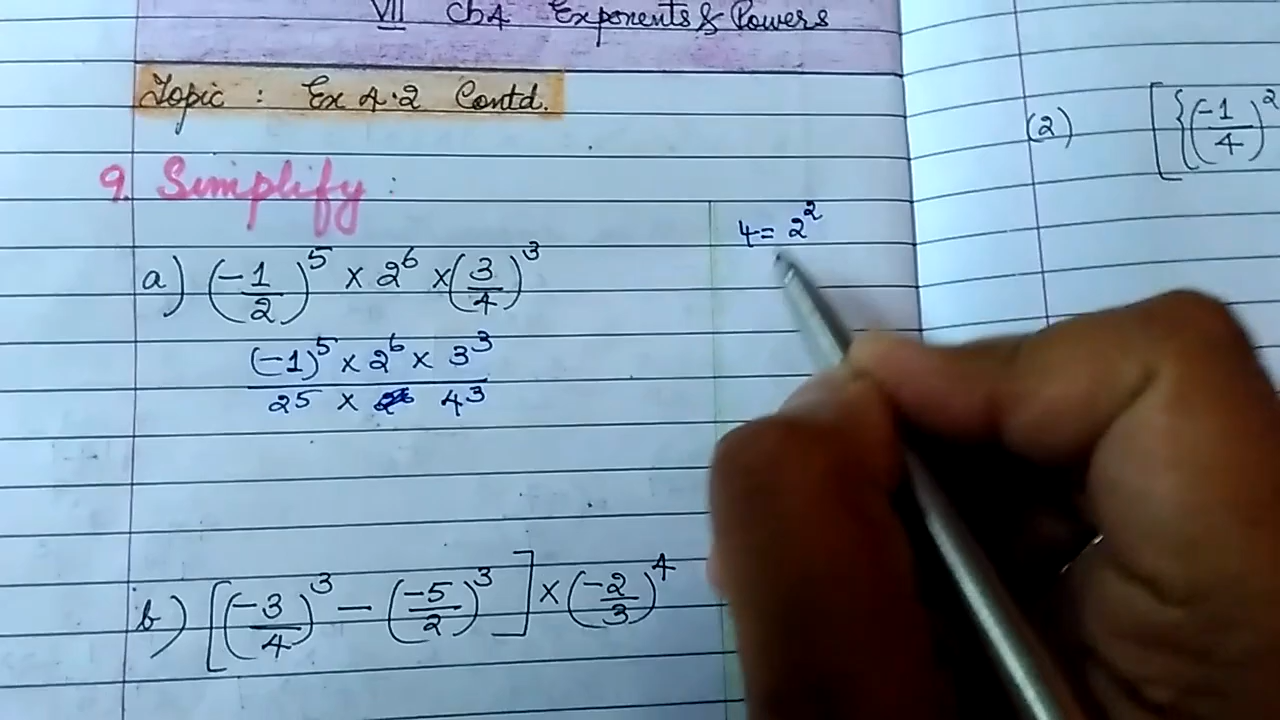 VII Ch4 Exponents & Powers
Topic : Ex 4.2 Contd.
9. Simplify :
4 = 2²
a) (-1/2)⁵ × 2⁶ × (3/4)³
(-1)⁵ × 2⁶ × 3³
2⁵ × 4³
b) [(-3/4)³ - (-5/2)³] × (-2/3)⁴
(2) [{(-1/4)²